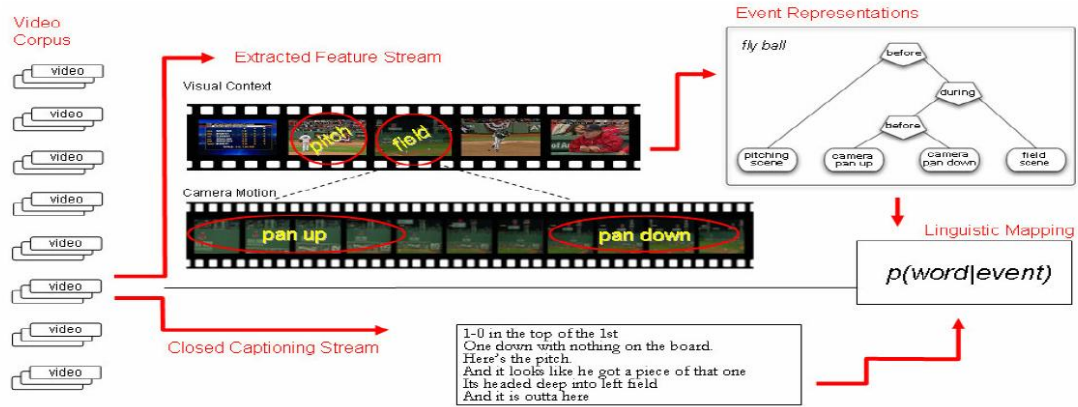 Video
Corpus
video
video
video
video
video
video
video
video
Extracted Feature Stream
Visual Context
pitch
field
Camera Motion
pan up
pan down
Closed Captioning Stream
1-0 in the top of the 1st
One down with nothing on the board.
Here's the pitch.
And it looks like he got a piece of that one
Its headed deep into left field
And it is outta here
Event Representations
fly ball
before
during
before
pitching
scene
camera
pan up
camera
pan down
field
scene
Linguistic Mapping
p(word|event)